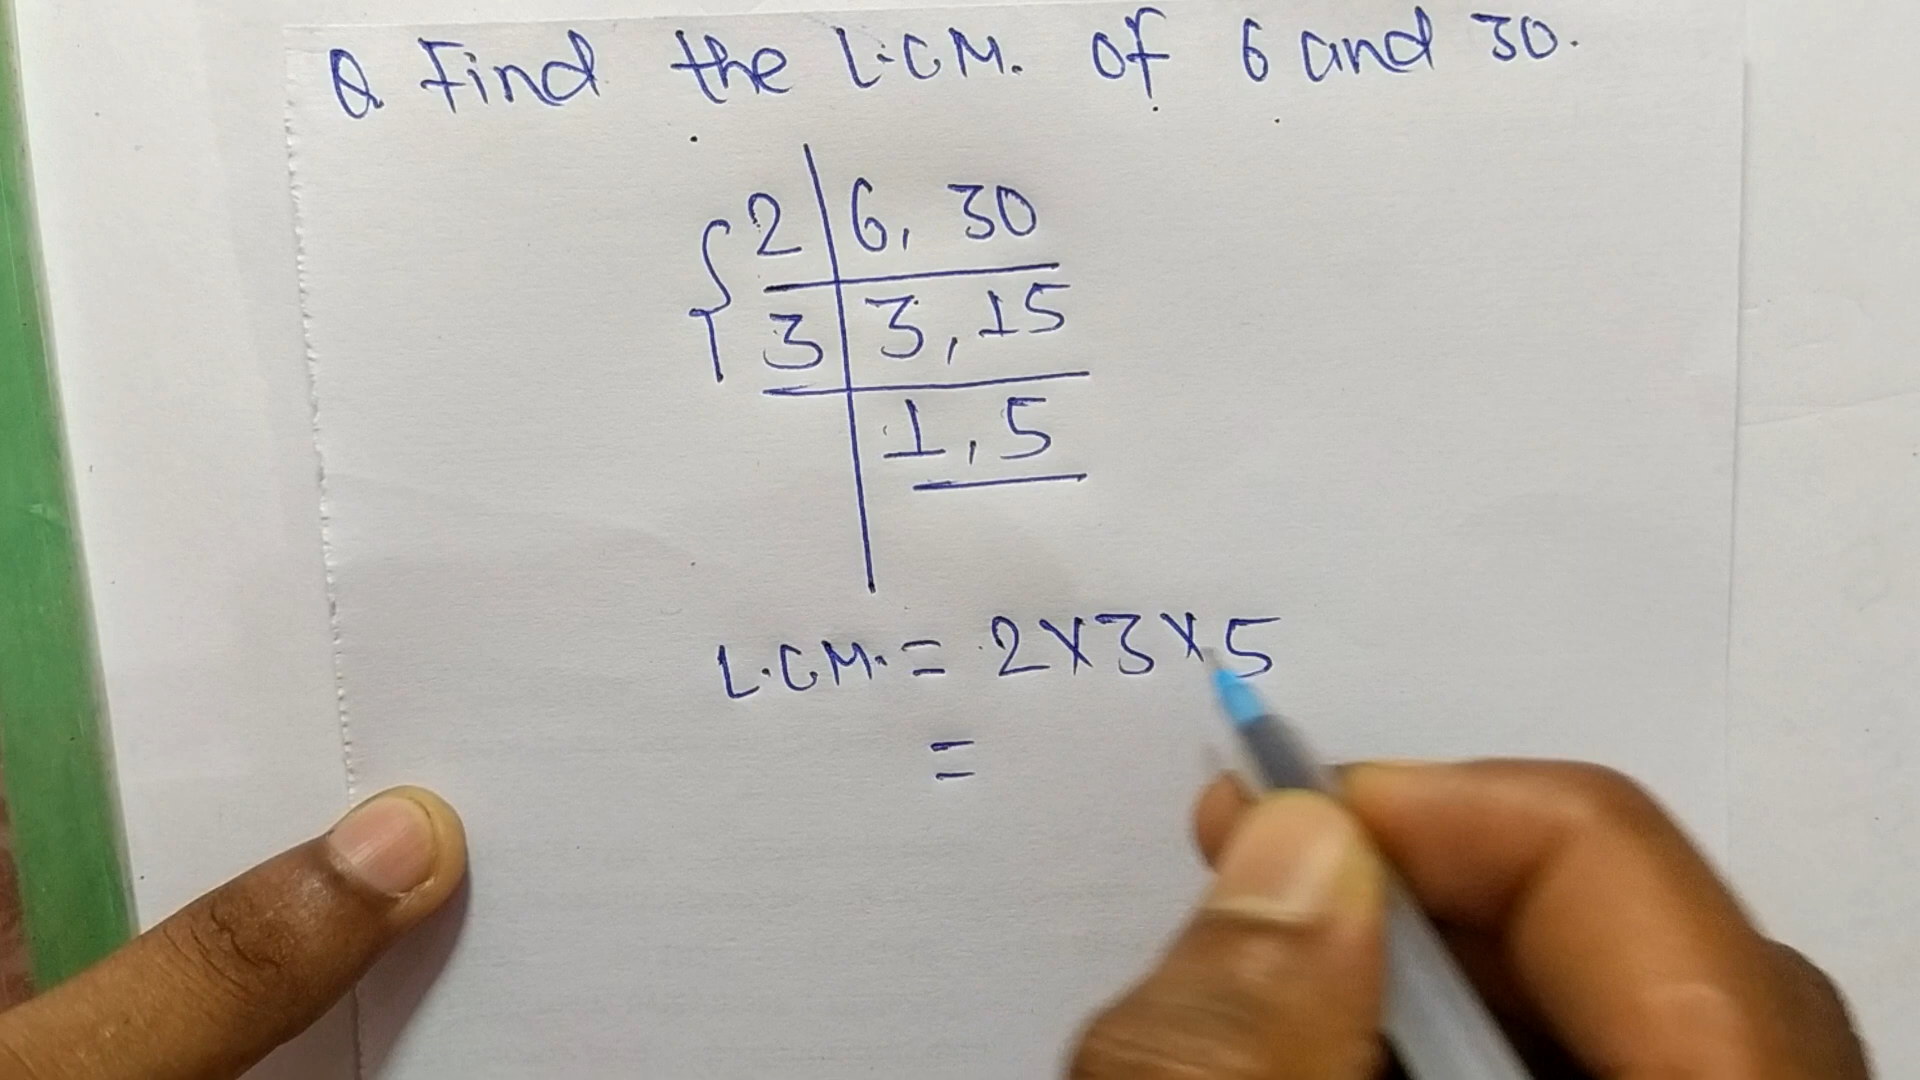 Q Find the L.C.M. of 6 and 30.
2 | 6, 30
3 | 3, 15
1, 5
L.C.M. = 2×3×5
=